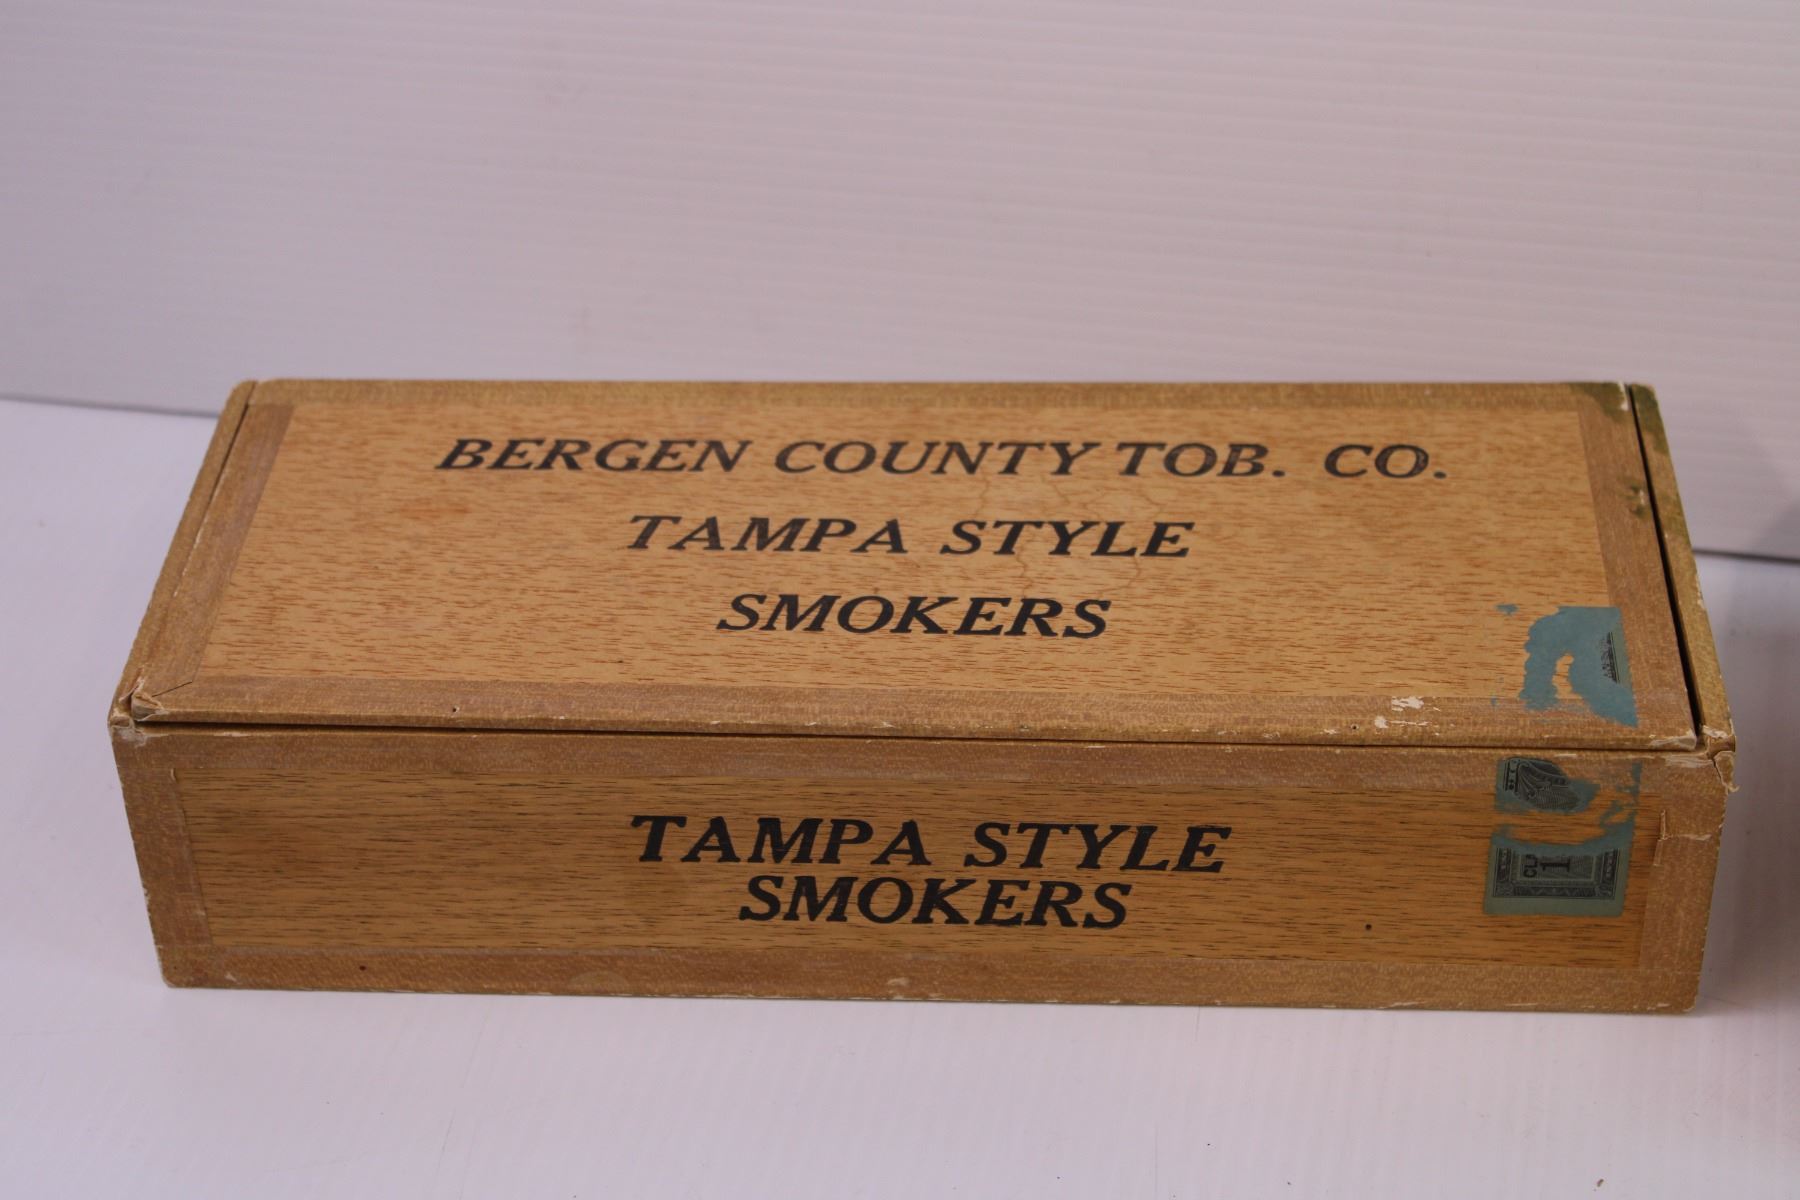 BERGEN COUNTY TOB. CO.
TAMPA STYLE
SMOKERS
TAMPA STYLE
SMOKERS